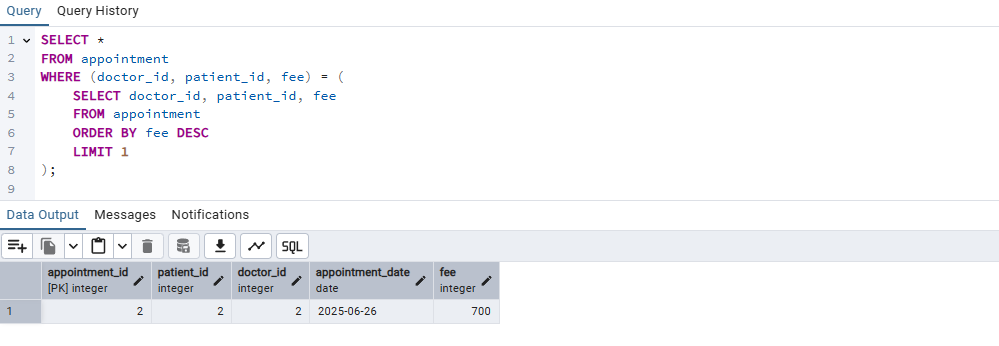 Query Query History
1 SELECT *
2 FROM appointment
3 WHERE (doctor_id, patient_id, fee) = (
4 SELECT doctor_id, patient_id, fee
5 FROM appointment
6 ORDER BY fee DESC
7 LIMIT 1
8 );
9
Data Output Messages Notifications
SQL
appointment_id patient_id doctor_id appointment_date fee
[PK] integer integer integer date integer
1 2 2 2 2025-06-26 700